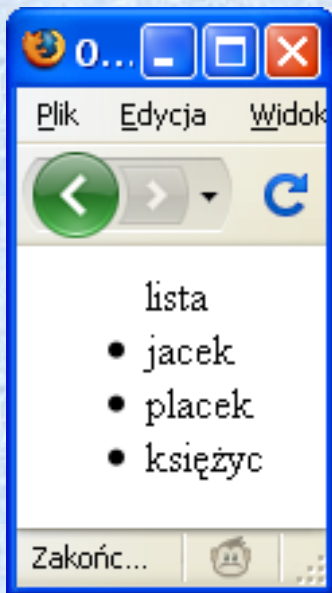 0...
Plik Edycja Widok
lista
jacek
placek
księżyc
Zakońc...